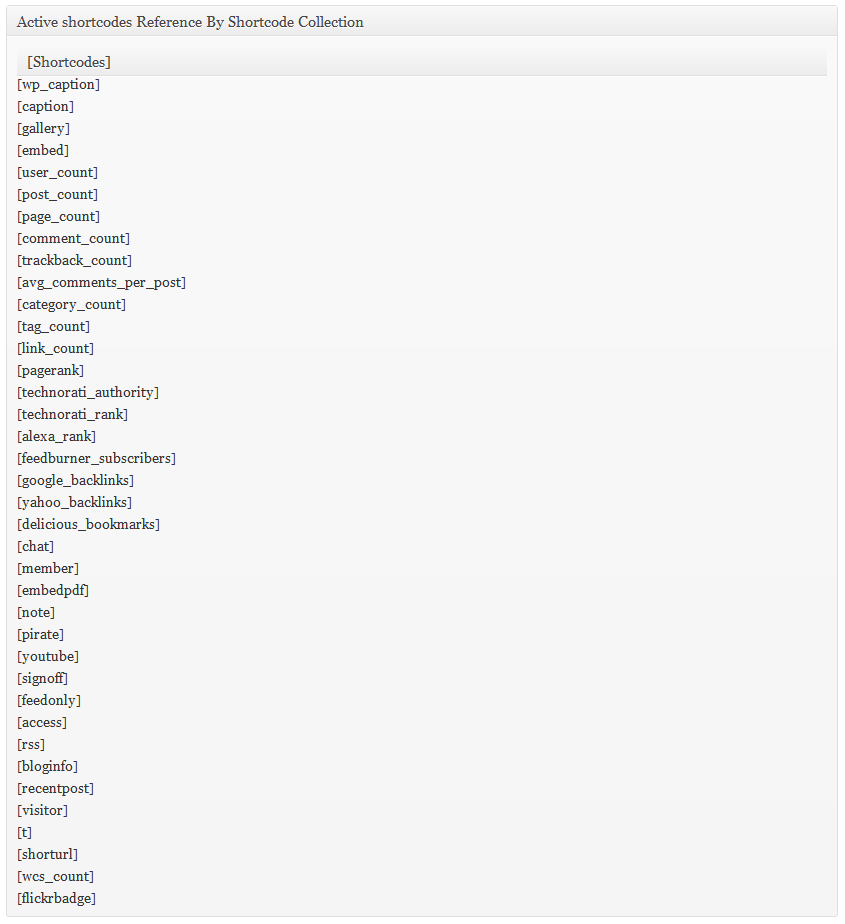 Active shortcodes Reference By Shortcode Collection
[Shortcodes]
[wp_caption]
[caption]
[gallery]
[embed]
[user_count]
[post_count]
[page_count]
[comment_count]
[trackback_count]
[avg_comments_per_post]
[category_count]
[tag_count]
[link_count]
[pagerank]
[technorati_authority]
[technorati_rank]
[alexa_rank]
[feedburner_subscribers]
[google_backlinks]
[yahoo_backlinks]
[delicious_bookmarks]
[chat]
[member]
[embedpdf]
[note]
[pirate]
[youtube]
[signoff]
[feedonly]
[access]
[rss]
[bloginfo]
[recentpost]
[visitor]
[t]
[shorturl]
[wcs_count]
[flickrbadge]